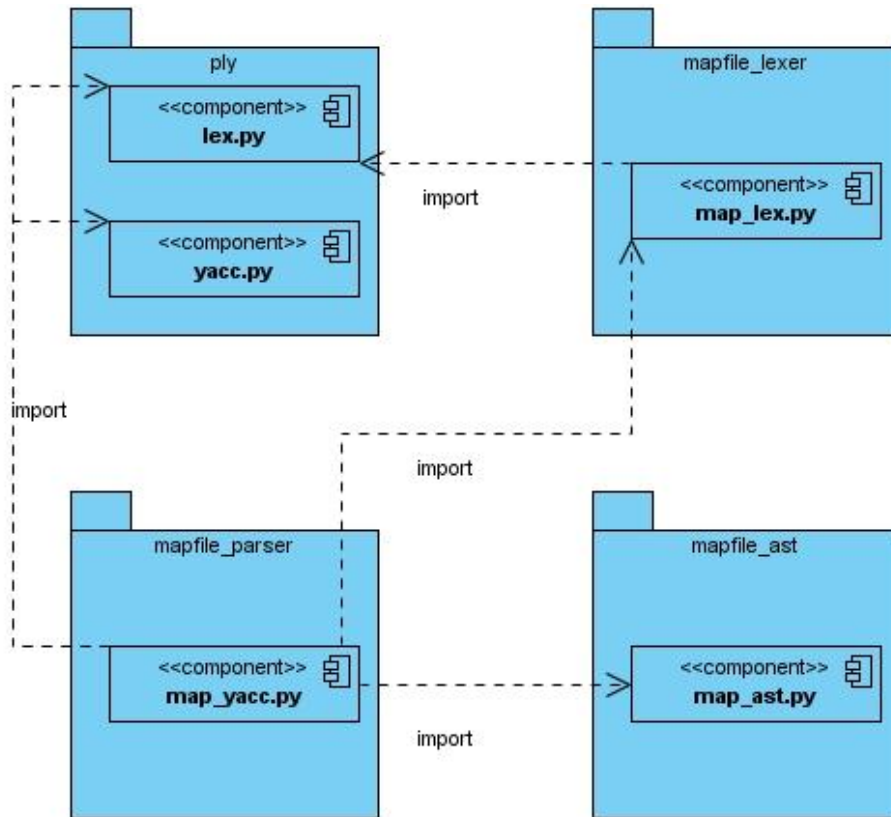 ply
<<component>>
lex.py
<<component>>
yacc.py
mapfile_lexer
<<component>>
map_lex.py
import
import
import
mapfile_parser
<<component>>
map_yacc.py
import
mapfile_ast
<<component>>
map_ast.py